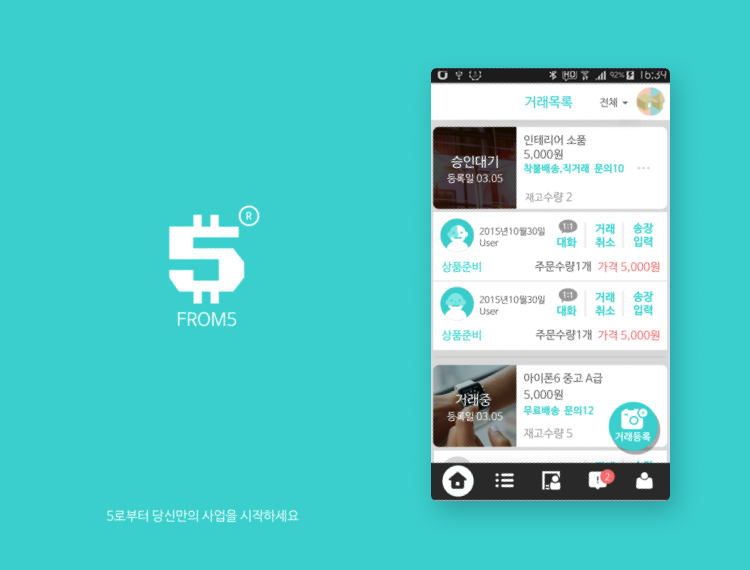 5
R
FROM5
5로부터 당신만의 사업을 시작하세요
92% 16:34
거래목록 전체
승인대기
등록일 03.05
인테리어 소품
5,000원
착불배송,직거래 문의10
재고수량 2
2015년10월30일
User
1:1
대화
거래
취소
송장
입력
상품준비 주문수량1개 가격 5,000원
2015년10월30일
User
1:1
대화
거래
취소
송장
입력
상품준비 주문수량1개 가격 5,000원
거래중
등록일 03.05
아이폰6 중고 A급
5,000원
무료배송 문의12
재고수량 5
거래등록
2